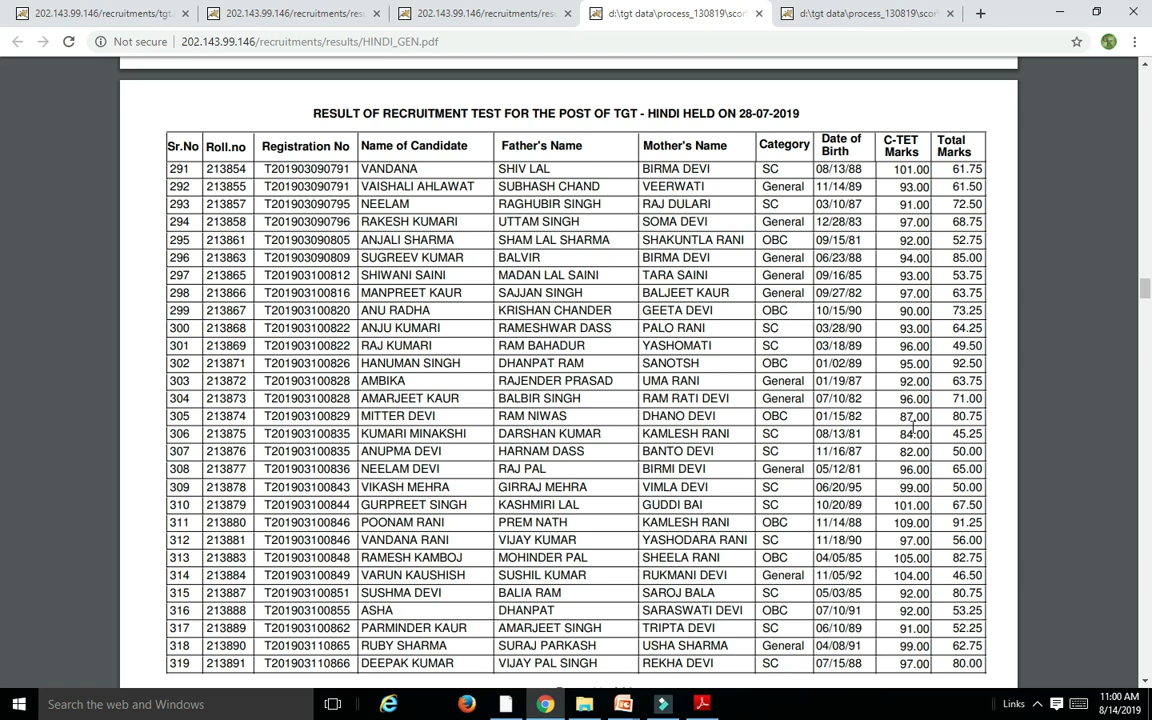 202.143.99.146/recruitments/tgt
202.143.99.146/recruitments/res
202.143.99.146/recruitments/res
d:\tgt data\process_130819\scor
d:\tgt data\process_130819\scor
Not secure | 202.143.99.146/recruitments/results/HINDI_GEN.pdf
RESULT OF RECRUITMENT TEST FOR THE POST OF TGT - HINDI HELD ON 28-07-2019
Sr.No Roll.no Registration No Name of Candidate Father's Name Mother's Name Category Date of Birth C-TET Marks Total Marks
291 213854 T201903090791 VANDANA SHIV LAL BIRMA DEVI SC 08/13/88 101.00 61.75
292 213855 T201903090791 VAISHALI AHLAWAT SUBHASH CHAND VEERWATI General 11/14/89 93.00 61.50
293 213857 T201903090795 NEELAM RAGHUBIR SINGH RAJ DULARI SC 03/10/87 91.00 72.50
294 213858 T201903090796 RAKESH KUMARI UTTAM SINGH SOMA DEVI General 12/28/83 97.00 68.75
295 213861 T201903090805 ANJALI SHARMA SHAM LAL SHARMA SHAKUNTLA RANI OBC 09/15/81 92.00 52.75
296 213863 T201903090809 SUGREEV KUMAR BALVIR BIRMA DEVI General 06/23/88 94.00 85.00
297 213865 T201903100812 SHIWANI SAINI MADAN LAL SAINI TARA SAINI General 09/16/85 93.00 53.75
298 213866 T201903100816 MANPREET KAUR SAJJAN SINGH BALJEET KAUR General 09/27/82 97.00 63.75
299 213867 T201903100820 ANU RADHA KRISHAN CHANDER GEETA DEVI OBC 10/15/90 90.00 73.25
300 213868 T201903100822 ANJU KUMARI RAMESHWAR DASS PALO RANI SC 03/28/90 93.00 64.25
301 213869 T201903100822 RAJ KUMARI RAM BAHADUR YASHOMATI SC 03/18/89 96.00 49.50
302 213871 T201903100826 HANUMAN SINGH DHANPAT RAM SANOTSH OBC 01/02/89 95.00 92.50
303 213872 T201903100828 AMBIKA RAJENDER PRASAD UMA RANI General 01/19/87 92.00 63.75
304 213873 T201903100828 AMARJEET KAUR BALBIR SINGH RAM RATI DEVI General 07/10/82 96.00 71.00
305 213874 T201903100829 MITTER DEVI RAM NIWAS DHANO DEVI OBC 01/15/82 87.00 80.75
306 213875 T201903100835 KUMARI MINAKSHI DARSHAN KUMAR KAMLESH RANI SC 08/13/81 84.00 45.25
307 213876 T201903100835 ANUPMA DEVI HARNAM DASS BANTO DEVI SC 11/16/87 82.00 50.00
308 213877 T201903100836 NEELAM DEVI RAJ PAL BIRMI DEVI General 05/12/81 96.00 65.00
309 213878 T201903100843 VIKASH MEHRA GIRRAJ MEHRA VIMLA DEVI SC 06/20/95 99.00 50.00
310 213879 T201903100844 GURPREET SINGH KASHMIRI LAL GUDDI BAI SC 10/20/89 101.00 67.50
311 213880 T201903100846 POONAM RANI PREM NATH KAMLESH RANI OBC 11/14/88 109.00 91.25
312 213881 T201903100846 VANDANA RANI VIJAY KUMAR YASHODARA RANI SC 11/18/90 97.00 56.00
313 213883 T201903100848 RAMESH KAMBOJ MOHINDER PAL SHEELA RANI OBC 04/05/85 105.00 82.75
314 213884 T201903100849 VARUN KAUSHISH SUSHIL KUMAR RUKMANI DEVI General 11/05/92 104.00 46.50
315 213887 T201903100851 SUSHMA DEVI BALIA RAM SAROJ BALA SC 05/03/85 92.00 80.75
316 213888 T201903100855 ASHA DHANPAT SARASWATI DEVI OBC 07/10/91 92.00 53.25
317 213889 T201903100862 PARMINDER KAUR AMARJEET SINGH TRIPTA DEVI SC 06/10/89 91.00 52.25
318 213890 T201903110865 RUBY SHARMA SURAJ PARKASH USHA SHARMA General 04/08/91 99.00 62.75
319 213891 T201903110866 DEEPAK KUMAR VIJAY PAL SINGH REKHA DEVI SC 07/15/88 97.00 80.00
Search the web and Windows
Links
11:00 AM
8/14/2019